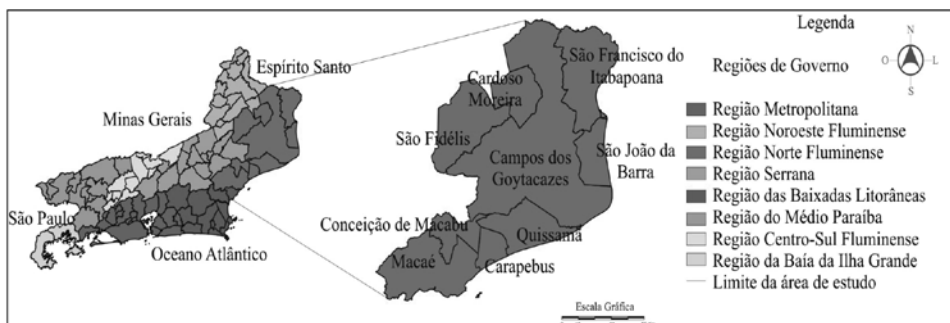 Espírito Santo
Minas Gerais
São Paulo
Oceano Atlântico
São Francisco do
Itabapoana
Cardoso
Moreira
São Fidélis
Campos dos
Goytacazes
São João da
Barra
Conceição de Macabu
Quissamã
Macaé
Carapebus
Legenda
N
O
L
S
Regiões de Governo
Região Metropolitana
Região Noroeste Fluminense
Região Norte Fluminense
Região Serrana
Região das Baixadas Litorâneas
Região do Médio Paraíba
Região Centro-Sul Fluminense
Região da Baía da Ilha Grande
Limite da área de estudo
Escala Gráfica